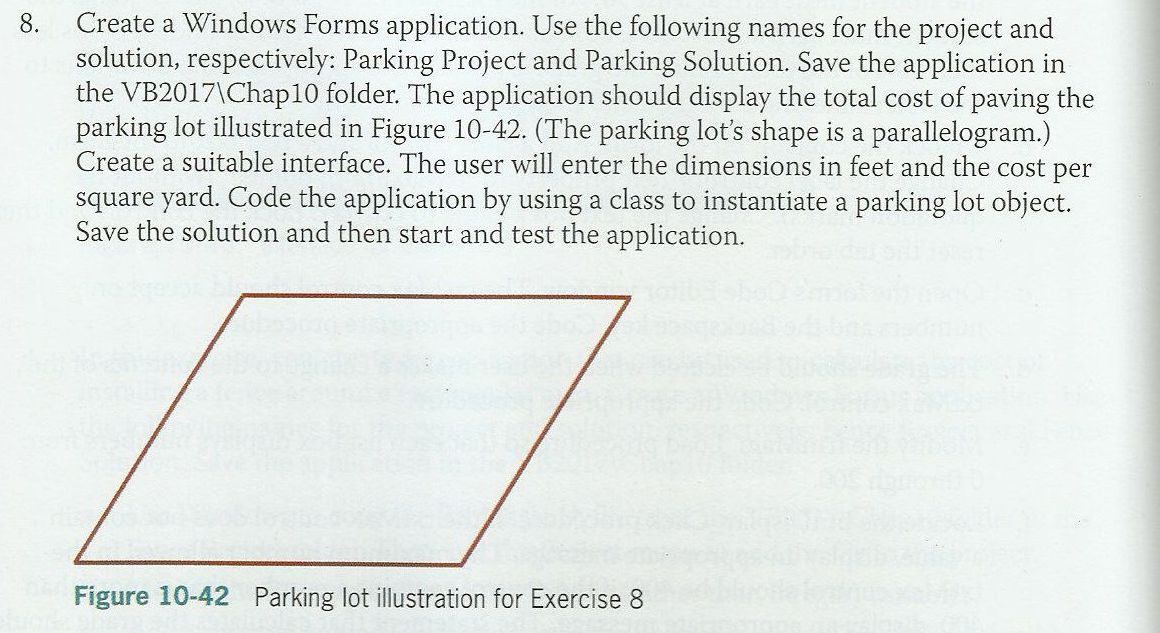 8. Create a Windows Forms application. Use the following names for the project and
solution, respectively: Parking Project and Parking Solution. Save the application in
the VB2017\Chap10 folder. The application should display the total cost of paving the
parking lot illustrated in Figure 10-42. (The parking lot's shape is a parallelogram.)
Create a suitable interface. The user will enter the dimensions in feet and the cost per
square yard. Code the application by using a class to instantiate a parking lot object.
Save the solution and then start and test the application.
Figure 10-42 Parking lot illustration for Exercise 8